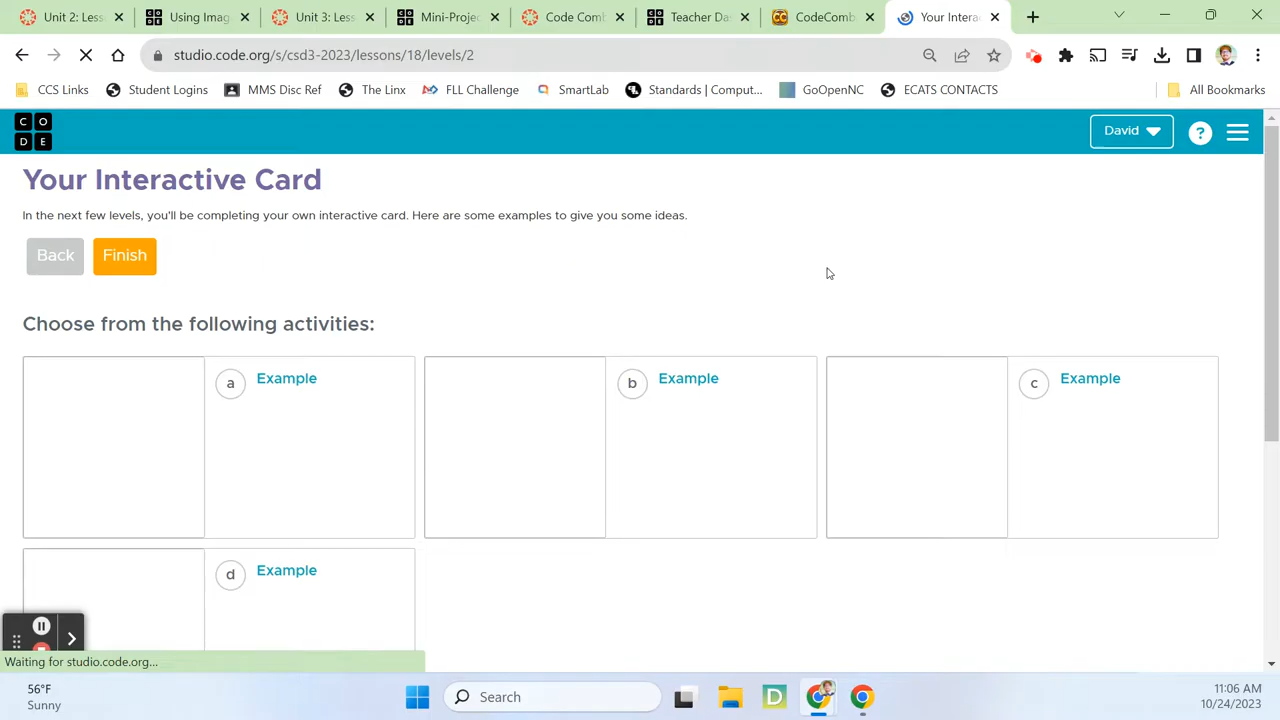 Unit 2: Less
Using Imag
Unit 3: Less
Mini-Projec
Code Comb
Teacher Da
CodeComb
Your Intera
studio.code.org/s/csd3-2023/lessons/18/levels/2
CCS Links
Student Logins
MMS Disc Ref
The Linx
FLL Challenge
SmartLab
Standards | Comput...
GoOpenNC
ECATS CONTACTS
All Bookmarks
C O
D E
David
?
Your Interactive Card
In the next few levels, you'll be completing your own interactive card. Here are some examples to give you some ideas.
Back
Finish
Choose from the following activities:
a
Example
b
Example
c
Example
d
Example
Waiting for studio.code.org...
56°F
Sunny
Search
D
11:06 AM
10/24/2023